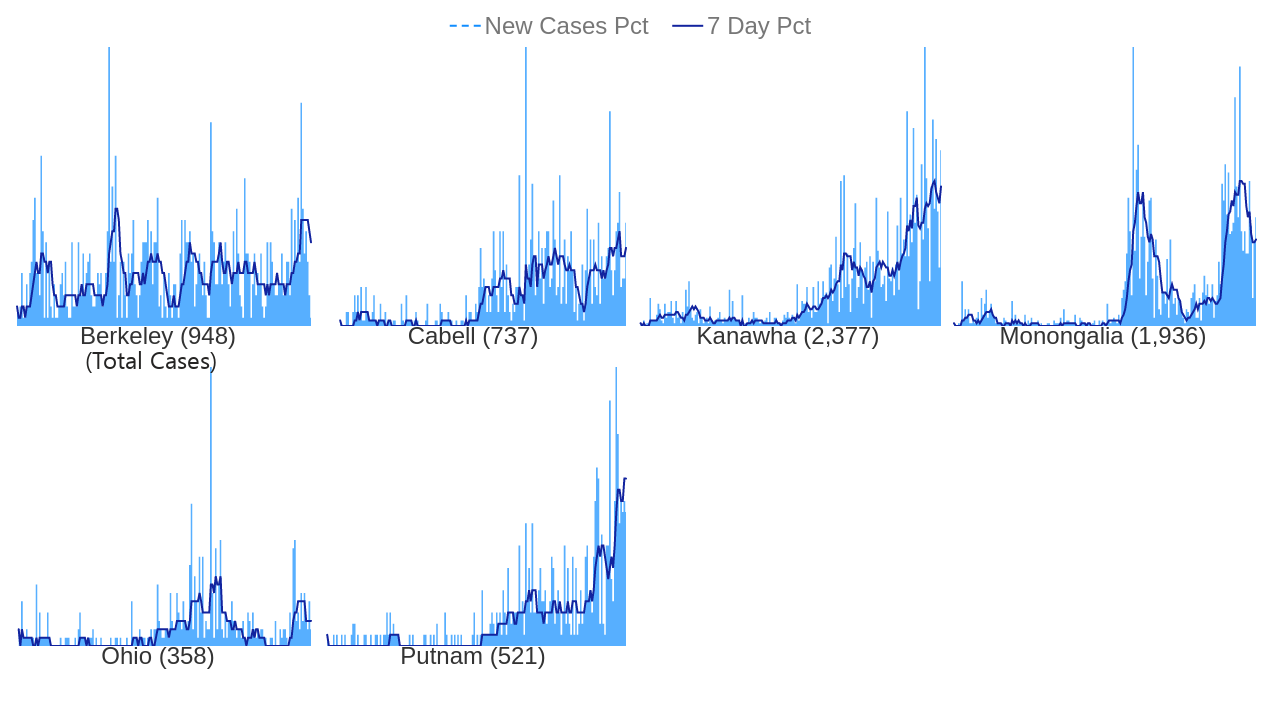 New Cases Pct 7 Day Pct
Berkeley (948) Cabell (737) Kanawha (2,377) Monongalia (1,936)
(Total Cases)
Ohio (358) Putnam (521)